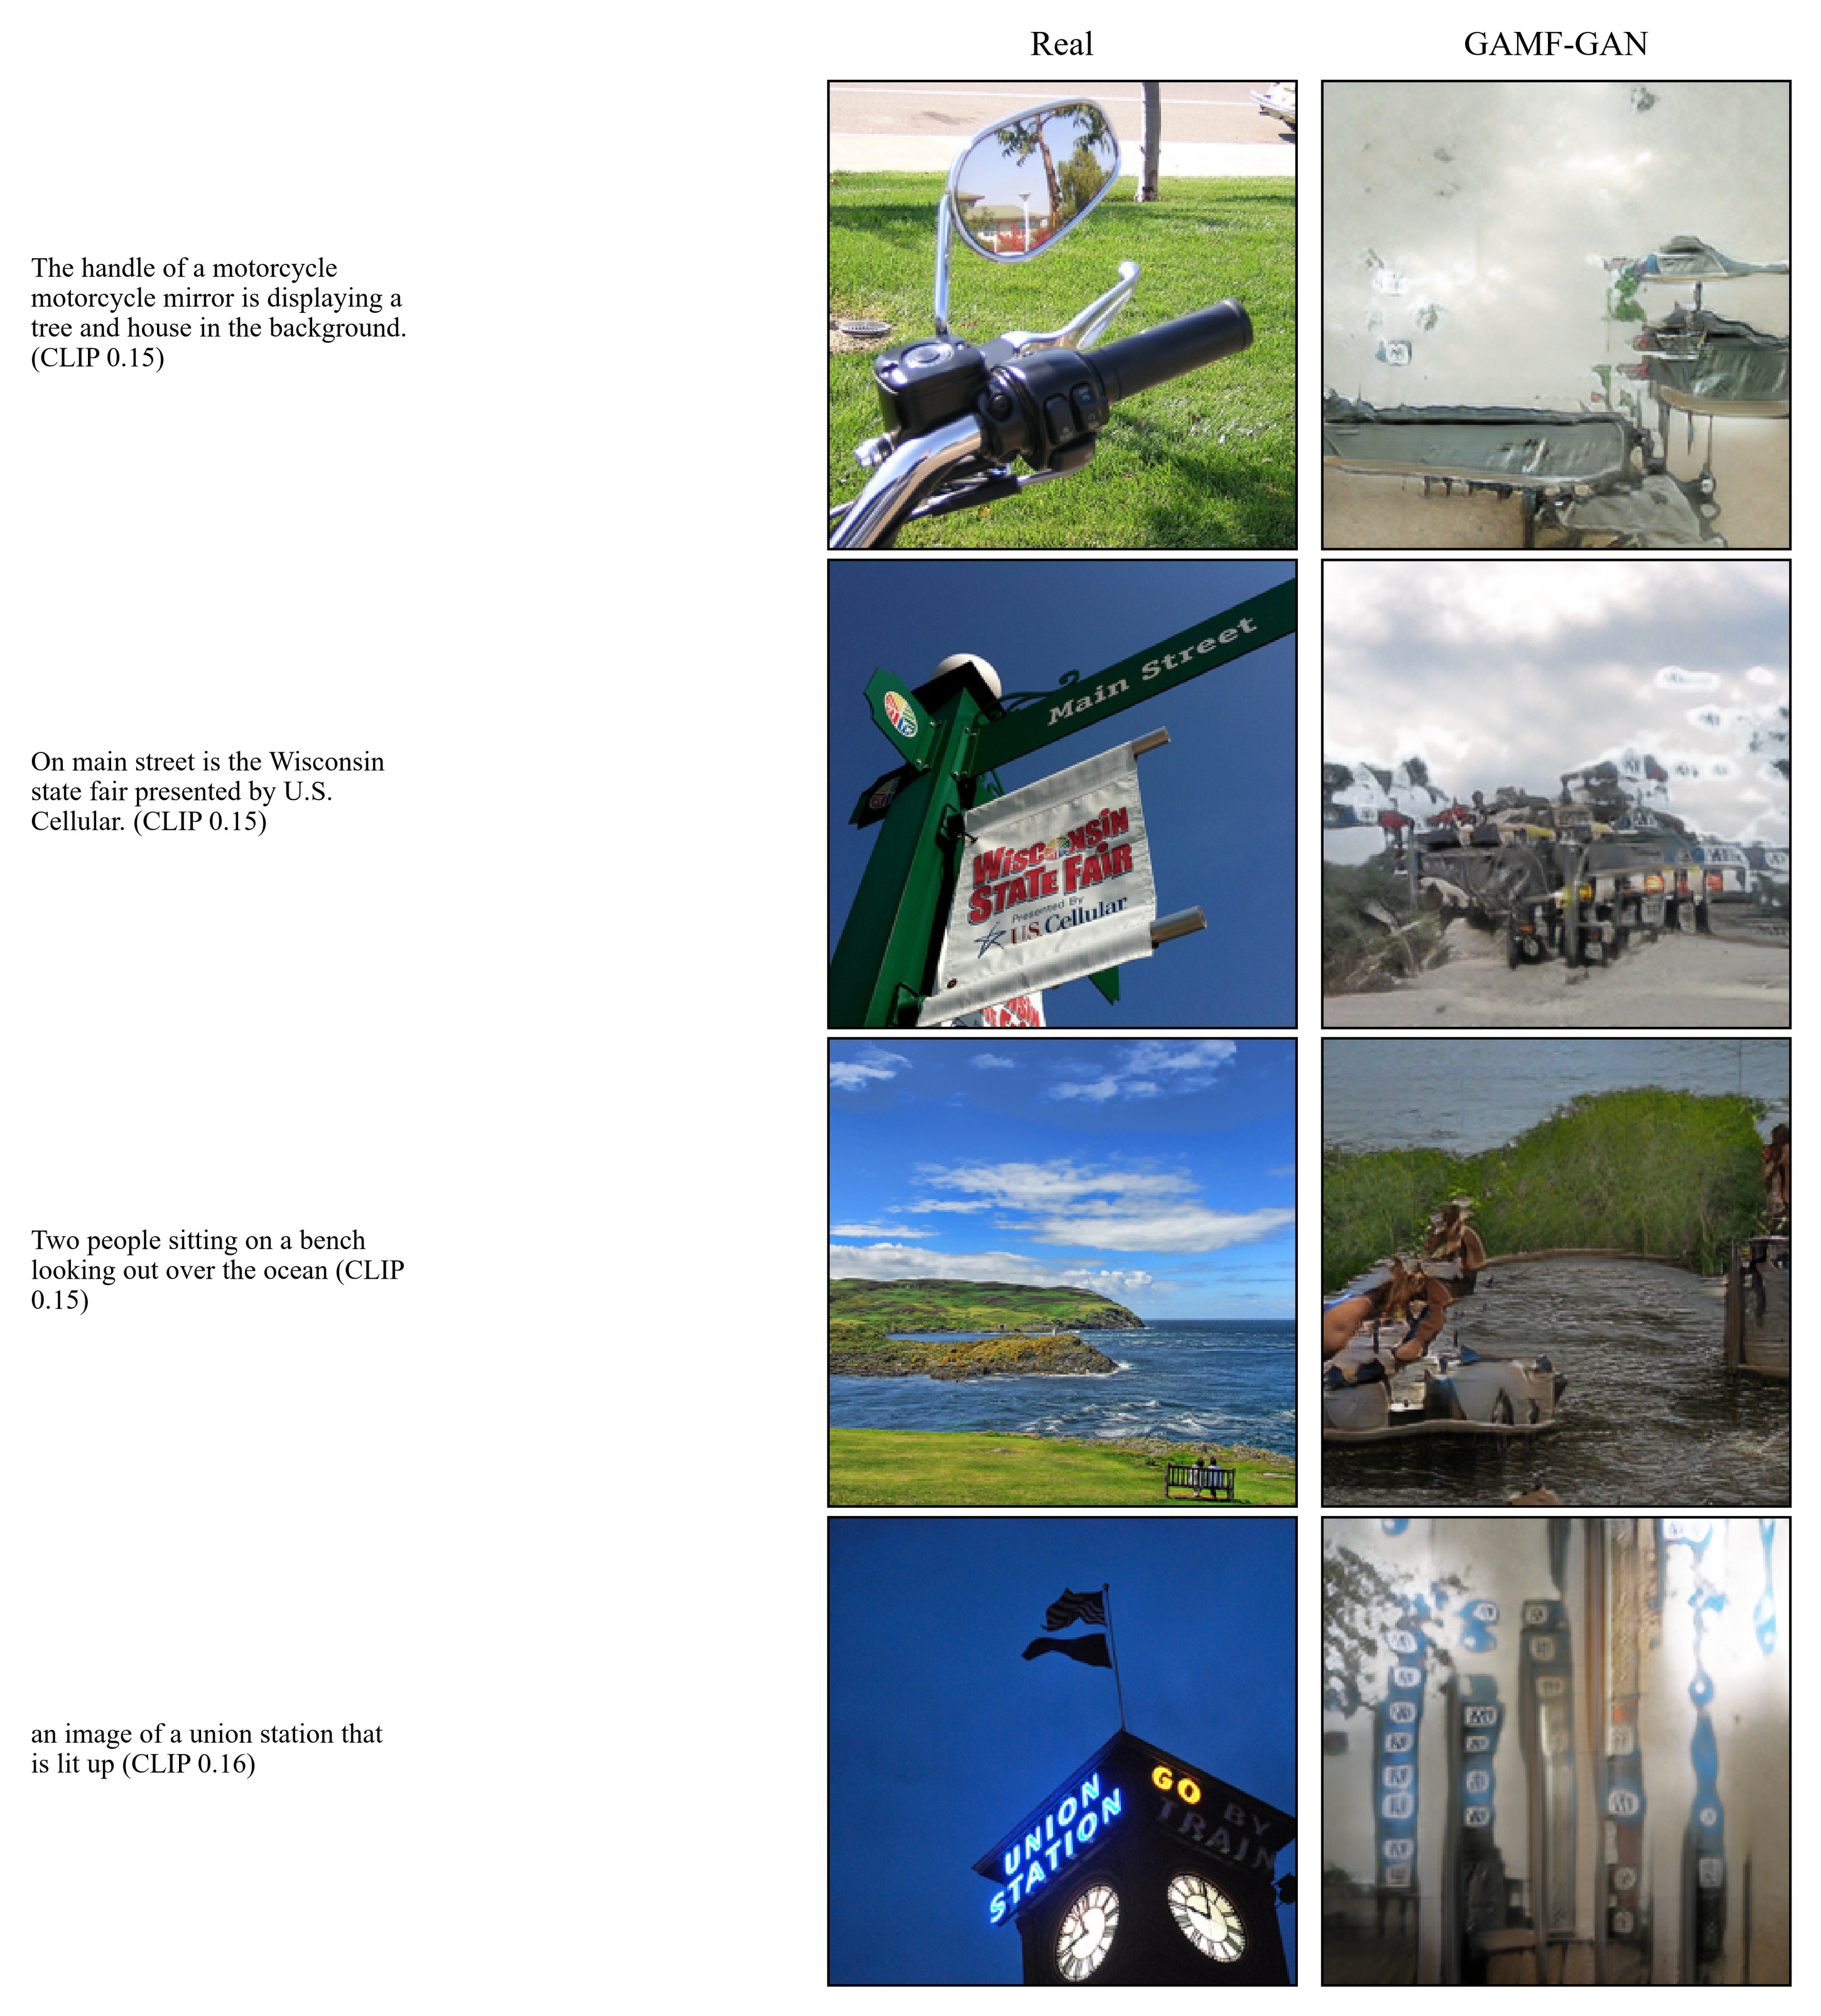 Real
GAMF-GAN
The handle of a motorcycle
motorcycle mirror is displaying a
tree and house in the background.
(CLIP 0.15)
On main street is the Wisconsin
state fair presented by U.S.
Cellular. (CLIP 0.15)
Main Street
WISCONSIN
STATE FAIR
Presented By
U.S. Cellular
Two people sitting on a bench
looking out over the ocean (CLIP
0.15)
an image of a union station that
is lit up (CLIP 0.16)
UNION
STATION
GO BY
TRAIN